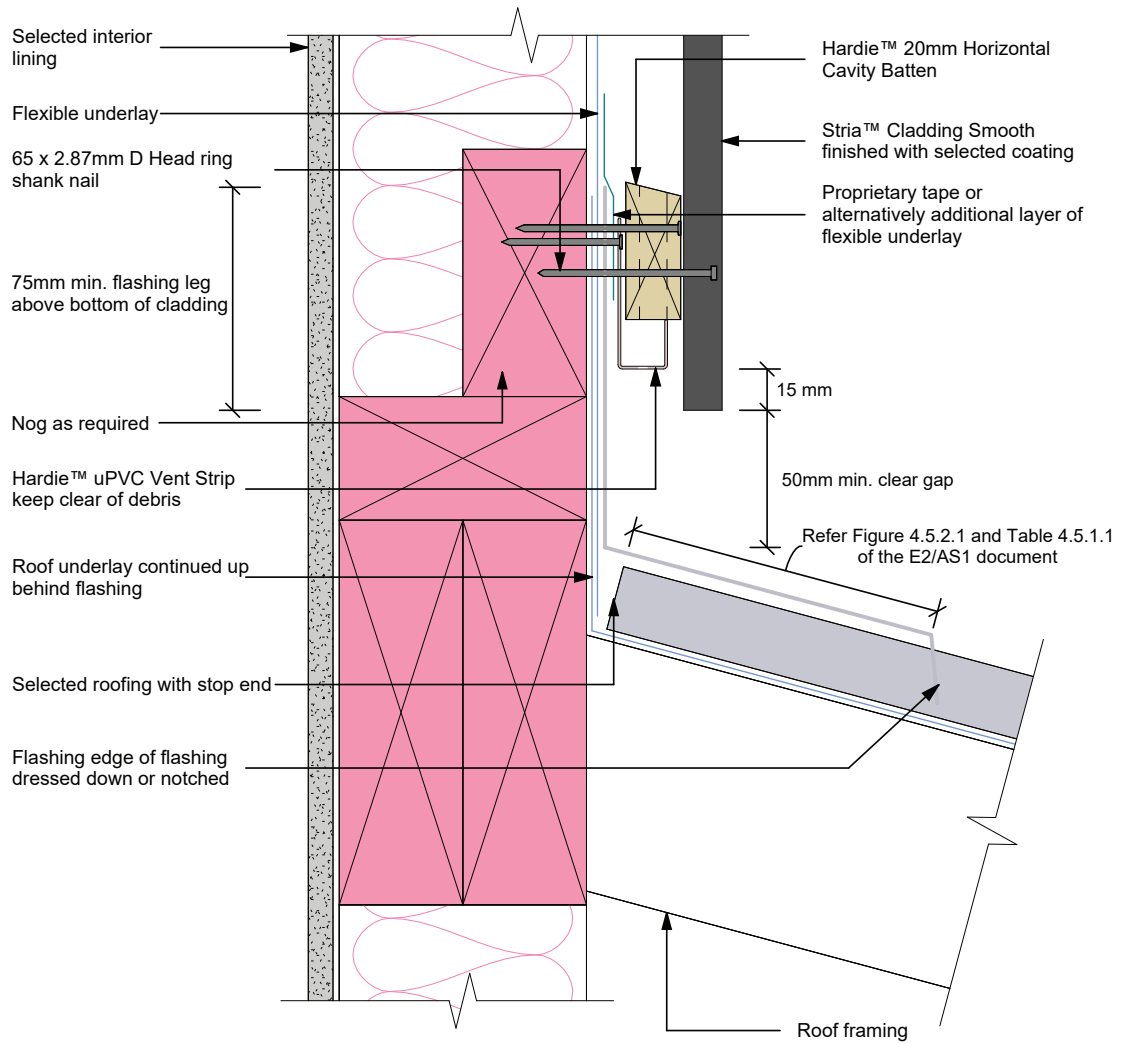 Selected interior
lining
Flexible underlay
65 x 2.87mm D Head ring
shank nail
75mm min. flashing leg
above bottom of cladding
Nog as required
Hardie™ uPVC Vent Strip
keep clear of debris
Roof underlay continued up
behind flashing
Selected roofing with stop end
Flashing edge of flashing
dressed down or notched
Hardie™ 20mm Horizontal
Cavity Batten
Stria™ Cladding Smooth
finished with selected coating
Proprietary tape or
alternatively additional layer of
flexible underlay
15 mm
50mm min. clear gap
Refer Figure 4.5.2.1 and Table 4.5.1.1
of the E2/AS1 document
Roof framing